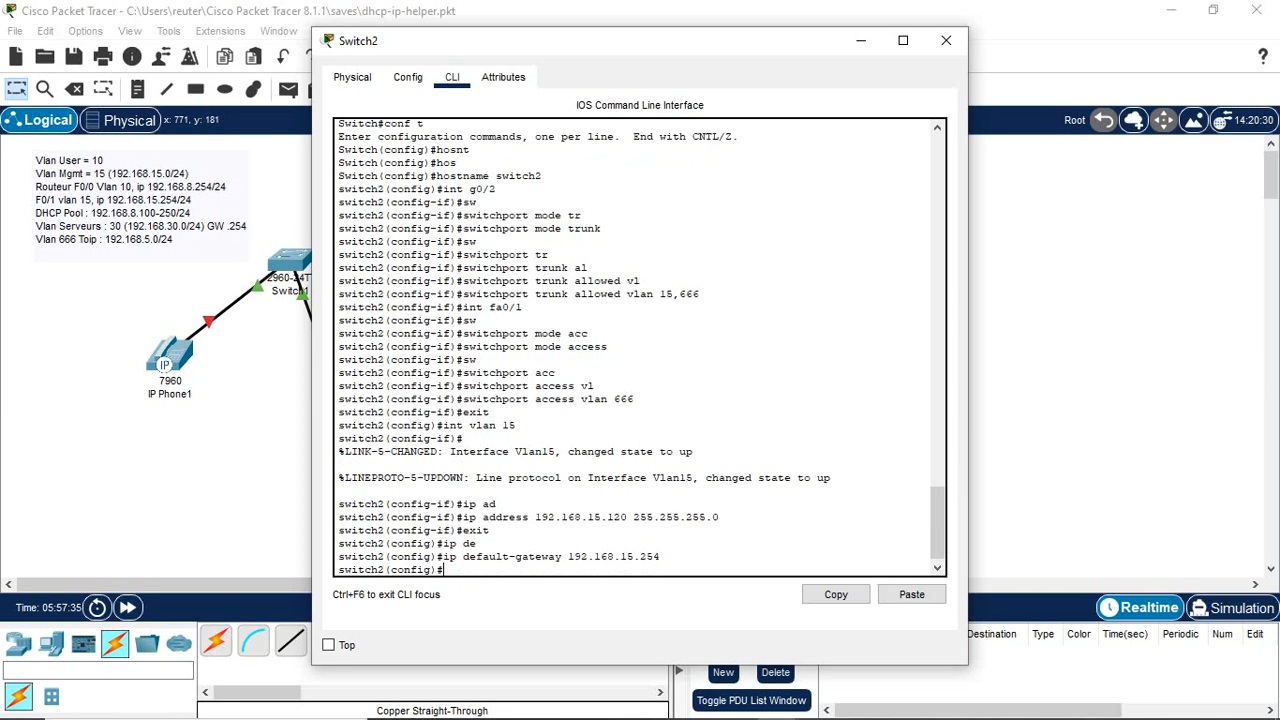 Cisco Packet Tracer - C:\Users\reuter\Cisco Packet Tracer 8.1.1\saves\dhcp-ip-helper.pkt
File Edit Options View Tools Extensions Window
Logical Physical x: 771, y: 181
Root 14:20:30
Vlan User = 10
Vlan Mgmt = 15 (192.168.15.0/24)
Routeur F0/0 Vlan 10, ip 192.168.8.254/24
F0/1 vlan 15, ip 192.168.15.254/24
DHCP Pool : 192.168.8.100-250/24
Vlan Serveurs : 30 (192.168.30.0/24) GW .254
Vlan 666 Toip : 192.168.5.0/24
2960-24T
Switch1
IP
7960
IP Phone1
Switch2
Physical Config CLI Attributes
IOS Command Line Interface
Switch#conf t
Enter configuration commands, one per line. End with CNTL/Z.
Switch(config)#hosnt
Switch(config)#hos
Switch(config)#hostname switch2
switch2(config)#int g0/2
switch2(config-if)#sw
switch2(config-if)#switchport mode tr
switch2(config-if)#switchport mode trunk
switch2(config-if)#sw
switch2(config-if)#switchport tr
switch2(config-if)#switchport trunk al
switch2(config-if)#switchport trunk allowed vl
switch2(config-if)#switchport trunk allowed vlan 15,666
switch2(config-if)#int fa0/1
switch2(config-if)#sw
switch2(config-if)#switchport mode acc
switch2(config-if)#switchport mode access
switch2(config-if)#sw
switch2(config-if)#switchport acc
switch2(config-if)#switchport access vl
switch2(config-if)#switchport access vlan 666
switch2(config-if)#exit
switch2(config)#int vlan 15
switch2(config-if)#
%LINK-5-CHANGED: Interface Vlan15, changed state to up
%LINEPROTO-5-UPDOWN: Line protocol on Interface Vlan15, changed state to up
switch2(config-if)#ip ad
switch2(config-if)#ip address 192.168.15.120 255.255.255.0
switch2(config-if)#exit
switch2(config)#ip de
switch2(config)#ip default-gateway 192.168.15.254
switch2(config)#
Ctrl+F6 to exit CLI focus
Copy Paste
Top
Time: 05:57:35
Realtime Simulation
Destination Type Color Time(sec) Periodic Num Edit
New Delete
Toggle PDU List Window
Copper Straight-Through